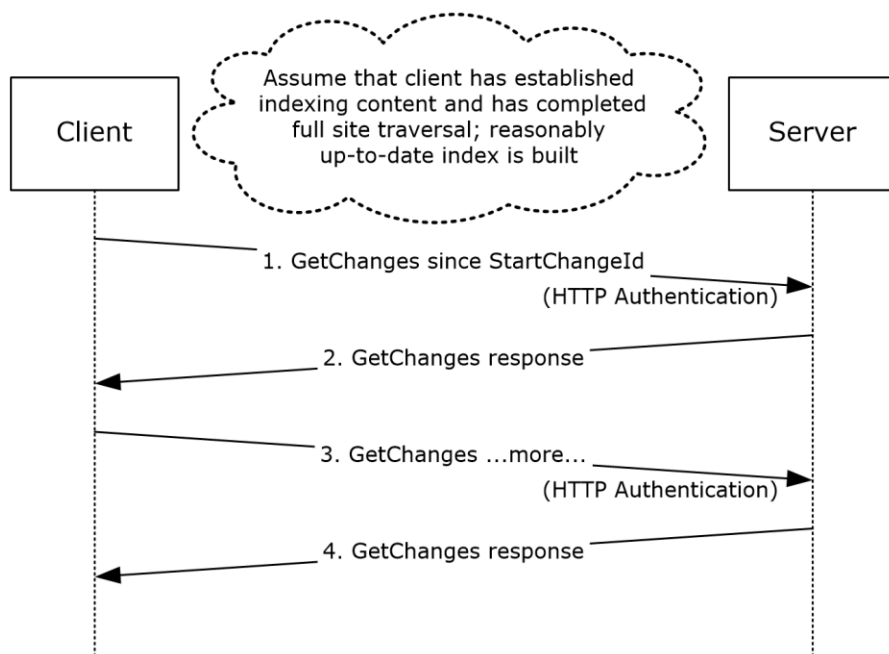 Client
Assume that client has established
indexing content and has completed
full site traversal; reasonably
up-to-date index is built
Server
1. GetChanges since StartChangeId
(HTTP Authentication)
2. GetChanges response
3. GetChanges ...more...
(HTTP Authentication)
4. GetChanges response